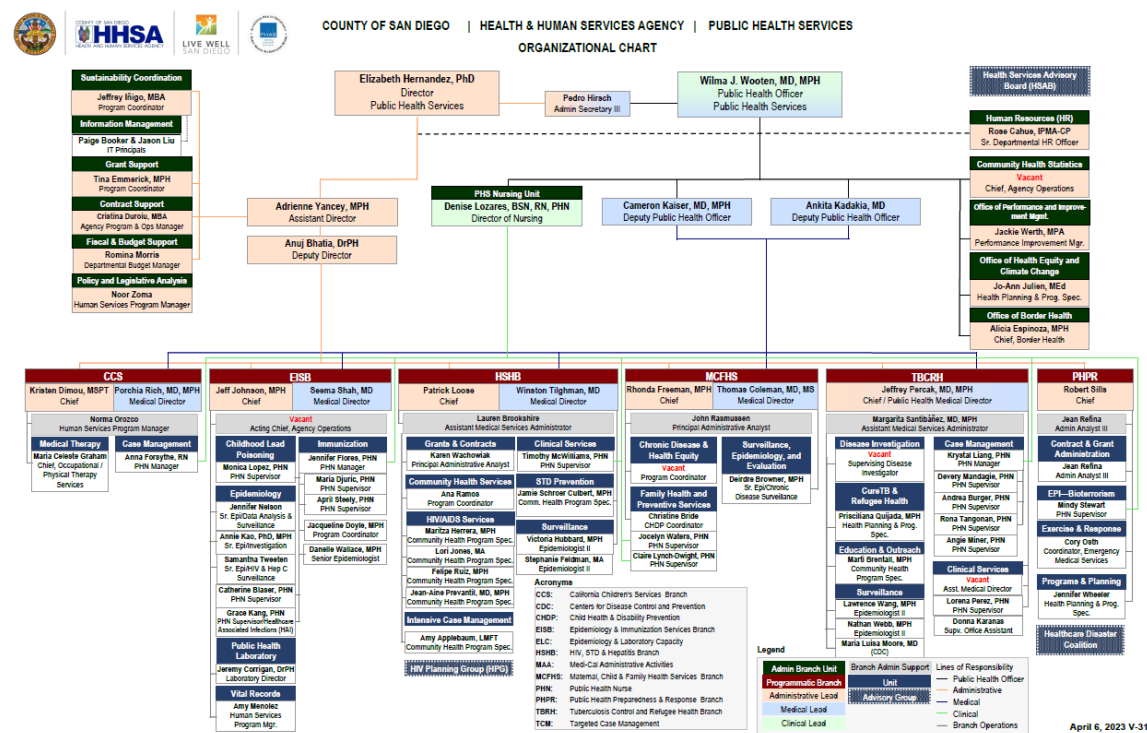 COUNTY OF SAN DIEGO | HEALTH & HUMAN SERVICES AGENCY | PUBLIC HEALTH SERVICES
ORGANIZATIONAL CHART
COUNTY OF SAN DIEGO
HHSA
HEALTH AND HUMAN SERVICES AGENCY
LIVE WELL
SAN DIEGO
PHAB
Sustainability Coordination
Jeffrey Iñigo, MBA
Program Coordinator
Information Management
Paige Booker & Jason Liu
IT Principals
Grant Support
Tina Emmerick, MPH
Program Coordinator
Contract Support
Cristina Duroiu, MBA
Agency Program & Ops Manager
Fiscal & Budget Support
Romina Morris
Departmental Budget Manager
Policy and Legislative Analysis
Noor Zoma
Human Services Program Manager
Elizabeth Hernandez, PhD
Director
Public Health Services
Pedro Hirsch
Admin Secretary III
Wilma J. Wooten, MD, MPH
Public Health Officer
Public Health Services
Health Services Advisory
Board (HSAB)
Human Resources (HR)
Rose Cahue, IPMA-CP
Sr. Departmental HR Officer
Community Health Statistics
Vacant
Chief, Agency Operations
Office of Performance and Improve-
ment Mgmt.
Jackie Werth, MPA
Performance Improvement Mgr.
Office of Health Equity and
Climate Change
Jo-Ann Julien, MEd
Health Planning & Prog. Spec.
Office of Border Health
Alicia Espinoza, MPH
Chief, Border Health
Adrienne Yancey, MPH
Assistant Director
Anuj Bhatia, DrPH
Deputy Director
PHS Nursing Unit
Denise Lozares, BSN, RN, PHN
Director of Nursing
Cameron Kaiser, MD, MPH
Deputy Public Health Officer
Ankita Kadakia, MD
Deputy Public Health Officer
CCS
Kristen Dimou, MSPT
Chief
Porchia Rich, MD, MPH
Medical Director
Norma Orozco
Human Services Program Manager
Medical Therapy
Maria Celeste Graham
Chief, Occupational /
Physical Therapy
Services
Case Management
Anna Forsythe, RN
PHN Manager
EISB
Jeff Johnson, MPH
Chief
Seema Shah, MD
Medical Director
Vacant
Acting Chief, Agency Operations
Childhood Lead
Poisoning
Monica Lopez, PHN
PHN Supervisor
Epidemiology
Jennifer Nelson
Sr. Epi/Data Analysis &
Surveillance
Annie Kao, PhD, MPH
Sr. Epi/Investigation
Samantha Tweeten
Sr. Epi/HIV & Hep C
Surveillance
Catherine Blaser, PHN
PHN Supervisor
Grace Kang, PHN
PHN Supervisor/Healthcare
Associated Infections (HAI)
Public Health
Laboratory
Jeremy Corrigan, DrPH
Laboratory Director
Vital Records
Amy Menolez
Human Services
Program Mgr.
Immunization
Jennifer Flores, PHN
PHN Manager
Maria Djuric, PHN
PHN Supervisor
April Steely, PHN
PHN Supervisor
Jacqueline Doyle, MPH
Program Coordinator
Danelle Wallace, MPH
Senior Epidemiologist
HSHB
Patrick Loose
Chief
Winston Tilghman, MD
Medical Director
Lauren Brookshire
Assistant Medical Services Administrator
Grants & Contracts
Karen Wachowiak
Principal Administrative Analyst
Community Health Services
Ana Ramos
Program Coordinator
HIV/AIDS Services
Maritza Herrera, MPH
Community Health Program Spec.
Lori Jones, MA
Community Health Program Spec.
Felipe Ruiz, MPH
Community Health Program Spec.
Jean-Aine Prevantil, MD, MPH
Community Health Program Spec.
Intensive Case Management
Amy Applebaum, LMFT
Community Health Program Spec.
HIV Planning Group (HPG)
Clinical Services
Timothy McWilliams, PHN
PHN Supervisor
STD Prevention
Jamie Schroer Culbert, MPH
Comm. Health Program Spec.
Surveillance
Victoria Hubbard, MPH
Epidemiologist II
Stephanie Feldman, MA
Epidemiologist II
MCFHS
Rhonda Freeman, MPH
Chief
Thomas Coleman, MD, MS
Medical Director
John Rasmussen
Principal Administrative Analyst
Chronic Disease &
Health Equity
Vacant
Program Coordinator
Family Health and
Preventive Services
Christine Bride
CHDP Coordinator
Jocelyn Waters, PHN
PHN Supervisor
Claire Lynch-Dwight, PHN
PHN Supervisor
Surveillance,
Epidemiology, and
Evaluation
Deirdre Browner, MPH
Sr. Epi/Chronic
Disease Surveillance
TBCRH
Jeffrey Percak, MD, MPH
Chief / Public Health Medical Director
Margarita Santibáñez, MD, MPH
Assistant Medical Services Administrator
Disease Investigation
Vacant
Supervising Disease
Investigator
CureTB &
Refugee Health
Prisciliana Quijada, MPH
Health Planning & Prog.
Spec.
Education & Outreach
Marti Brentall, MPH
Community Health
Program Spec.
Surveillance
Lawrence Wang, MPH
Epidemiologist II
Nathan Webb, MPH
Epidemiologist II
Maria Luisa Moore, MD
(CDC)
Case Management
Krystal Liang, PHN
PHN Manager
Devery Mandagie, PHN
PHN Supervisor
Andrea Burger, PHN
PHN Supervisor
Rona Tangonan, PHN
PHN Supervisor
Angie Miner, PHN
PHN Supervisor
Clinical Services
Vacant
Asst. Medical Director
Lorena Perez, PHN
PHN Supervisor
Donna Karanas
Supv. Office Assistant
PHPR
Robert Sills
Chief
Jean Refina
Admin Analyst III
Contract & Grant
Administration
Jean Refina
Admin Analyst III
EPI—Bioterrorism
Mindy Stewart
PHN Supervisor
Exercise & Response
Cory Osth
Coordinator, Emergency
Medical Services
Programs & Planning
Jennifer Wheeler
Health Planning & Prog.
Spec.
Healthcare Disaster
Coalition
Acronyms
CCS: California Children's Services Branch
CDC: Centers for Disease Control and Prevention
CHDP: Child Health & Disability Prevention
EISB: Epidemiology & Immunization Services Branch
ELC: Epidemiology & Laboratory Capacity
HSHB: HIV, STD & Hepatitis Branch
MAA: Medi-Cal Administrative Activities
MCFHS: Maternal, Child & Family Health Services Branch
PHN: Public Health Nurse
PHPR: Public Health Preparedness & Response Branch
TBRH: Tuberculosis Control and Refugee Health Branch
TCM: Targeted Case Management
Legend
Admin Branch Unit
Programmatic Branch
Administrative Lead
Medical Lead
Clinical Lead
Branch Admin Support
Unit
Advisory Group
Lines of Responsibility
Public Health Officer
Administrative
Medical
Clinical
Branch Operations
April 6, 2023 V-31